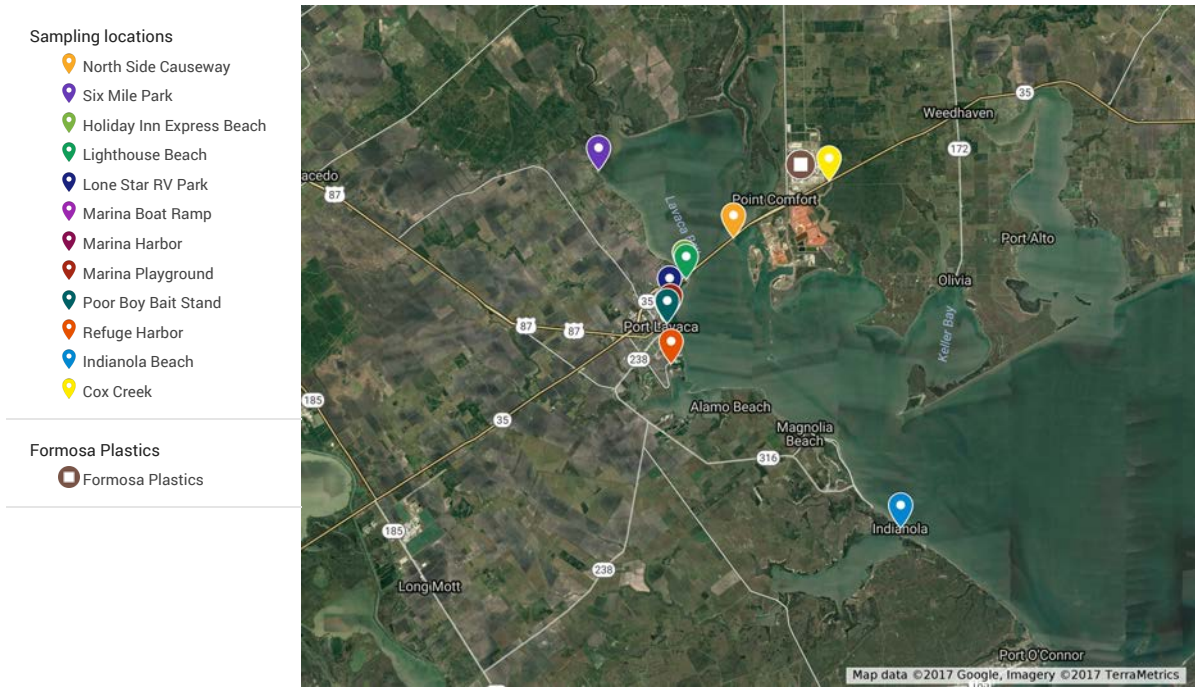 Sampling locations
North Side Causeway
Six Mile Park
Holiday Inn Express Beach
Lighthouse Beach
Lone Star RV Park
Marina Boat Ramp
Marina Harbor
Marina Playground
Poor Boy Bait Stand
Refuge Harbor
Indianola Beach
Cox Creek
Formosa Plastics
Formosa Plastics
35
Weedhaven
172
acedo
87
Point Comfort
Lavaca
Port Alto
Olivia
35
Port Lavaca
87
87
Keller Bay
238
185
Alamo Beach
35
Magnolia
Beach
316
Indianola
185
238
Long Mott
Port O'Connor
Map data ©2017 Google, Imagery ©2017 TerraMetrics